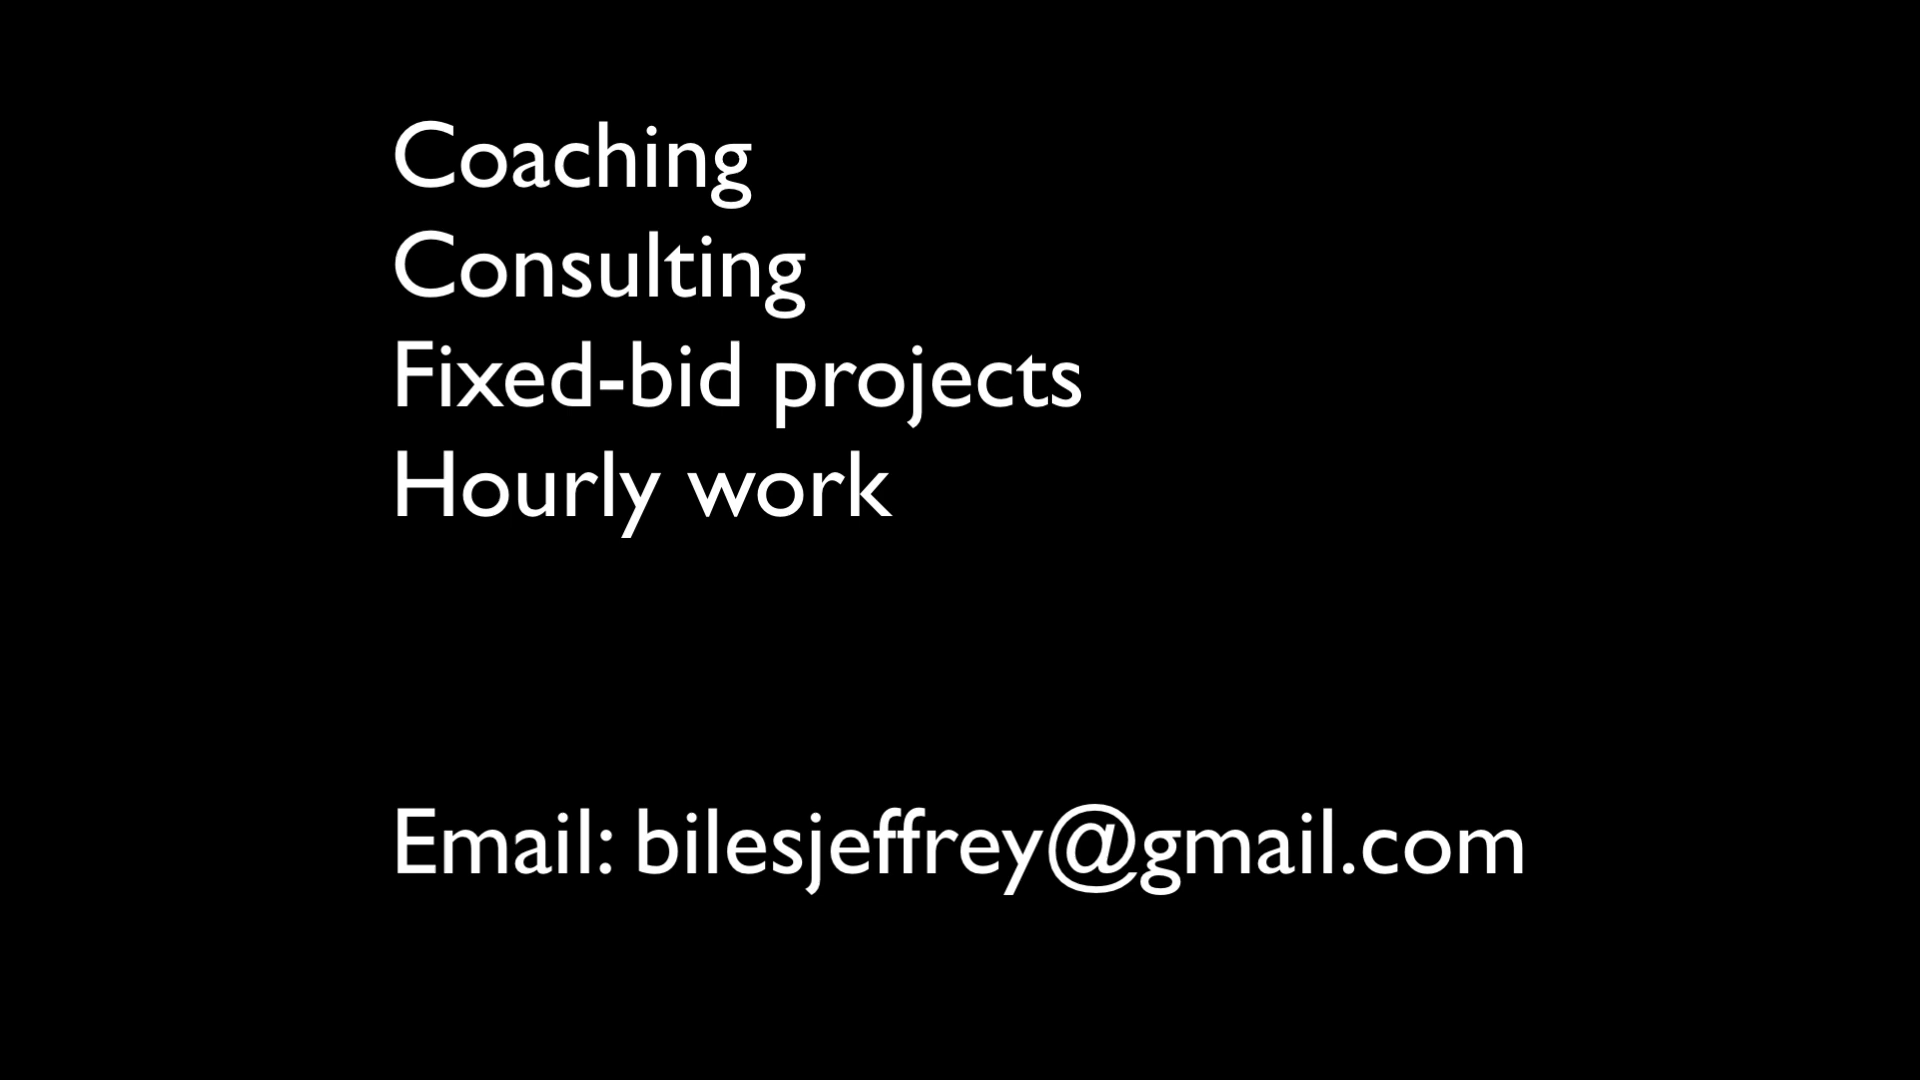 Coaching
Consulting
Fixed-bid projects
Hourly work
Email: bilesjeffrey@gmail.com